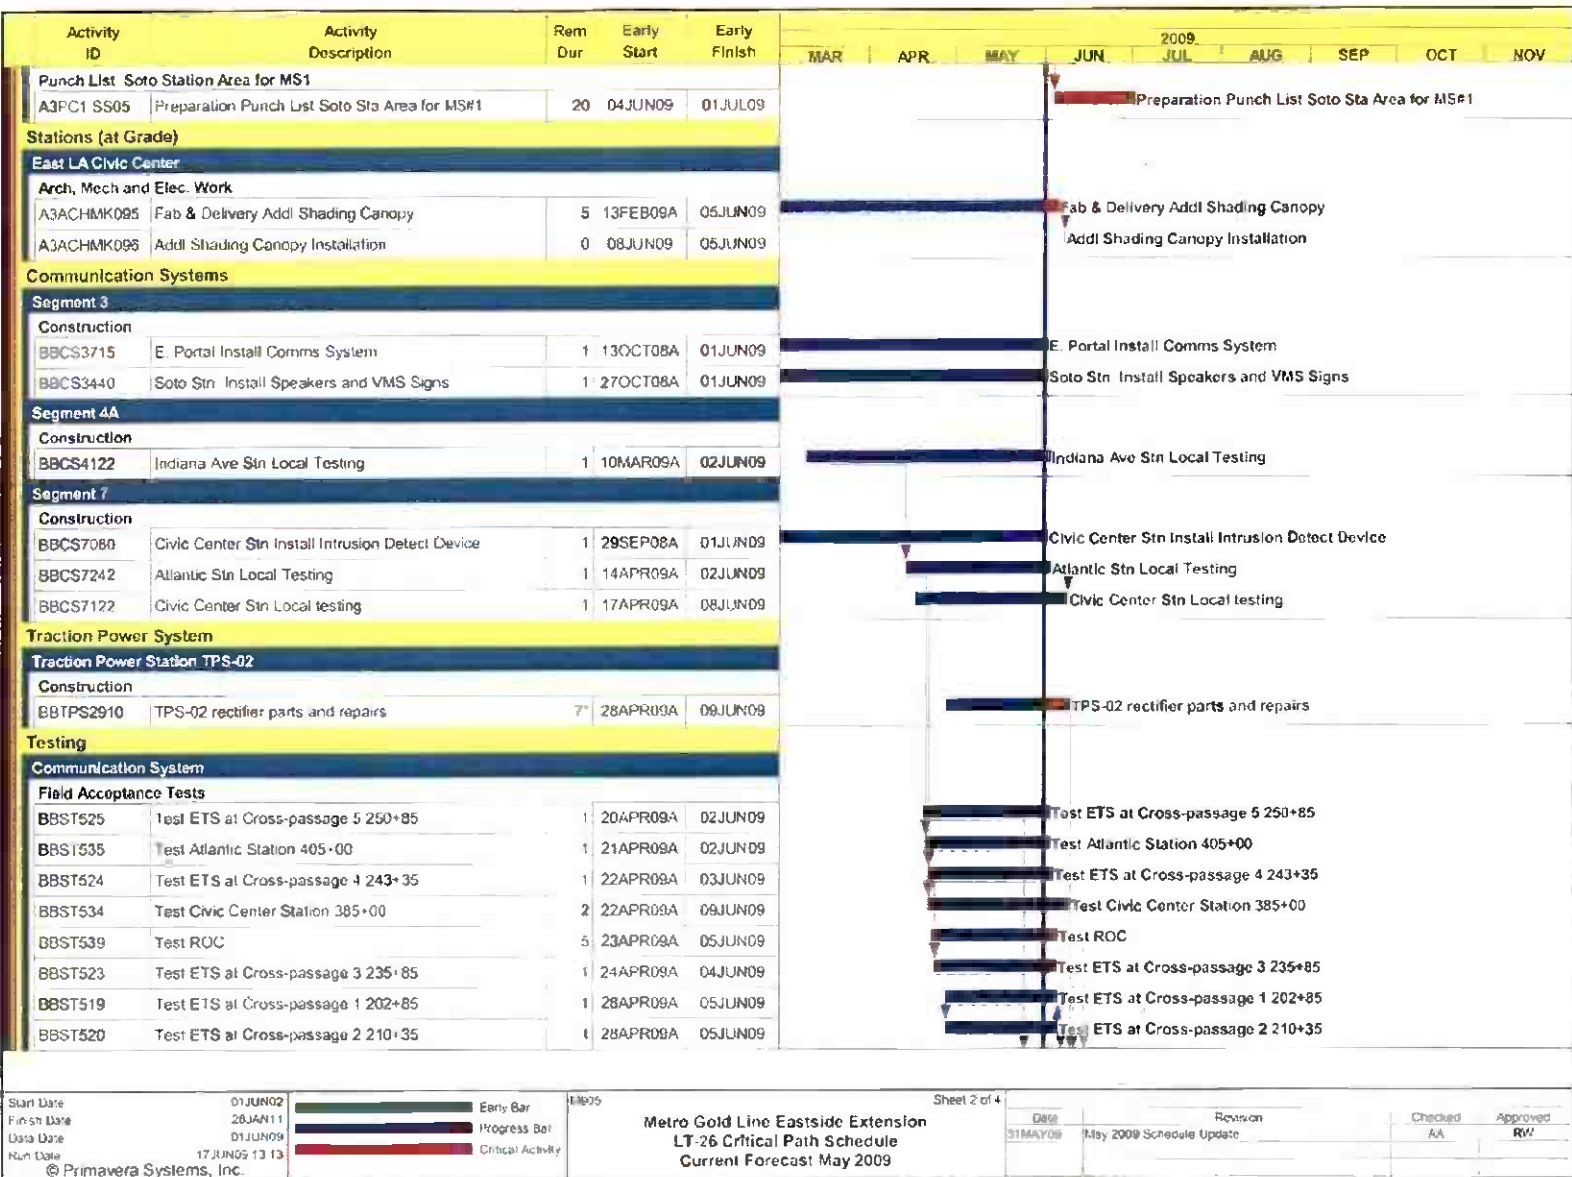 Activity ID Activity Description Rem Dur Early Start Early Finish
2009
MAR APR MAY JUN JUL AUG SEP OCT NOV
Punch List Soto Station Area for MS1
A3PC1 SS05 Preparation Punch List Soto Sta Area for MS#1 20 04JUN09 01JUL09 Preparation Punch List Soto Sta Area for MS#1
Stations (at Grade)
East LA Civic Center
Arch, Mech and Elec. Work
A3ACHMK095 Fab & Delivery Addl Shading Canopy 5 13FEB09A 05JUN09 Fab & Delivery Addl Shading Canopy
A3ACHMK096 Addl Shading Canopy Installation 0 08JUN09 05JUN09 Addl Shading Canopy Installation
Communication Systems
Segment 3
Construction
BBCS3715 E. Portal Install Comms System 1 13OCT08A 01JUN09 E. Portal Install Comms System
BBCS3440 Soto Stn Install Speakers and VMS Signs 1 27OCT08A 01JUN09 Soto Stn Install Speakers and VMS Signs
Segment 4A
Construction
BBCS4122 Indiana Ave Stn Local Testing 1 10MAR09A 02JUN09 Indiana Ave Stn Local Testing
Segment 7
Construction
BBCS7080 Civic Center Stn Install Intrusion Detect Device 1 29SEP08A 01JUN09 Civic Center Stn Install Intrusion Detect Device
BBCS7242 Atlantic Stn Local Testing 1 14APR09A 02JUN09 Atlantic Stn Local Testing
BBCS7122 Civic Center Stn Local testing 1 17APR09A 08JUN09 Civic Center Stn Local testing
Traction Power System
Traction Power Station TPS-02
Construction
BBTPS2910 TPS-02 rectifier parts and repairs 7* 28APR09A 09JUN09 TPS-02 rectifier parts and repairs
Testing
Communication System
Field Acceptance Tests
BBST525 Test ETS at Cross-passage 5 250+85 1 20APR09A 02JUN09 Test ETS at Cross-passage 5 250+85
BBST535 Test Atlantic Station 405+00 1 21APR09A 02JUN09 Test Atlantic Station 405+00
BBST524 Test ETS at Cross-passage 4 243+35 1 22APR09A 03JUN09 Test ETS at Cross-passage 4 243+35
BBST534 Test Civic Center Station 385+00 2 22APR09A 09JUN09 Test Civic Center Station 385+00
BBST539 Test ROC 5 23APR09A 05JUN09 Test ROC
BBST523 Test ETS at Cross-passage 3 235+85 1 24APR09A 04JUN09 Test ETS at Cross-passage 3 235+85
BBST519 Test ETS at Cross-passage 1 202+85 1 28APR09A 05JUN09 Test ETS at Cross-passage 1 202+85
BBST520 Test ETS at Cross-passage 2 210+35 1 28APR09A 05JUN09 Test ETS at Cross-passage 2 210+35
Start Date 01JUN02
Finish Date 28JAN11
Data Date 01JUN09
Run Date 17JUN09 13:13
© Primavera Systems, Inc.
Early Bar
Progress Bar
Critical Activity
Sheet 2 of 4
Metro Gold Line Eastside Extension
LT-26 Critical Path Schedule
Current Forecast May 2009
Date Revision Checked Approved
31MAY09 May 2009 Schedule Update AA RW